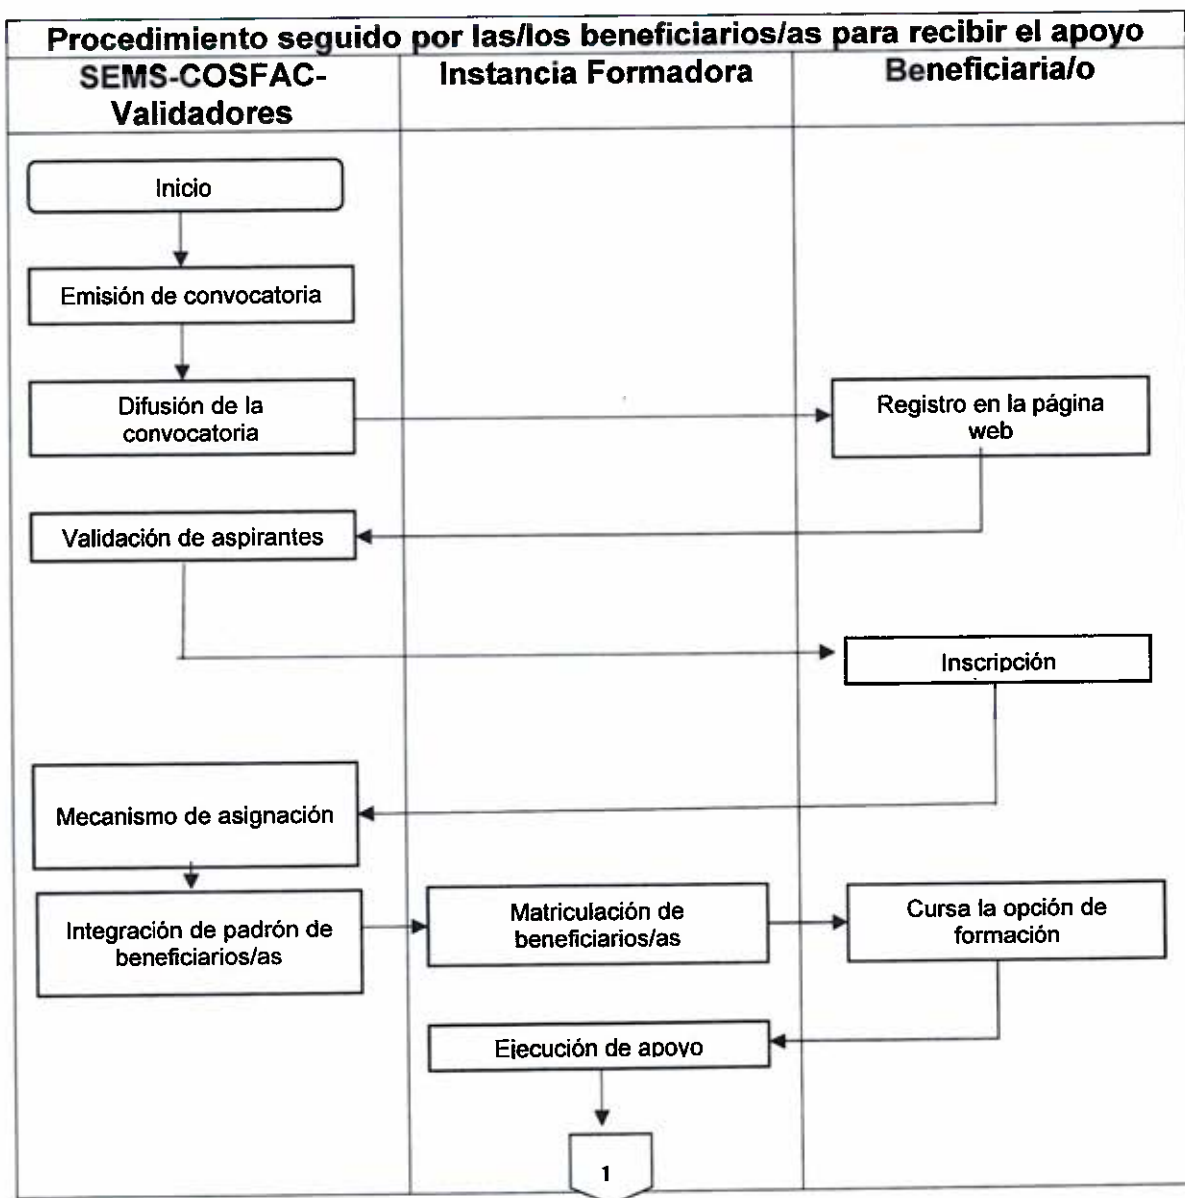 Procedimiento seguido por las/los beneficiarios/as para recibir el apoyo
SEMS-COSFAC-
Validadores
Instancia Formadora
Beneficiaria/o
Inicio
Emisión de convocatoria
Difusión de la
convocatoria
Registro en la página
web
Validación de aspirantes
Inscripción
Mecanismo de asignación
Integración de padrón de
beneficiarios/as
Matriculación de
beneficiarios/as
Cursa la opción de
formación
Ejecución de apoyo
1